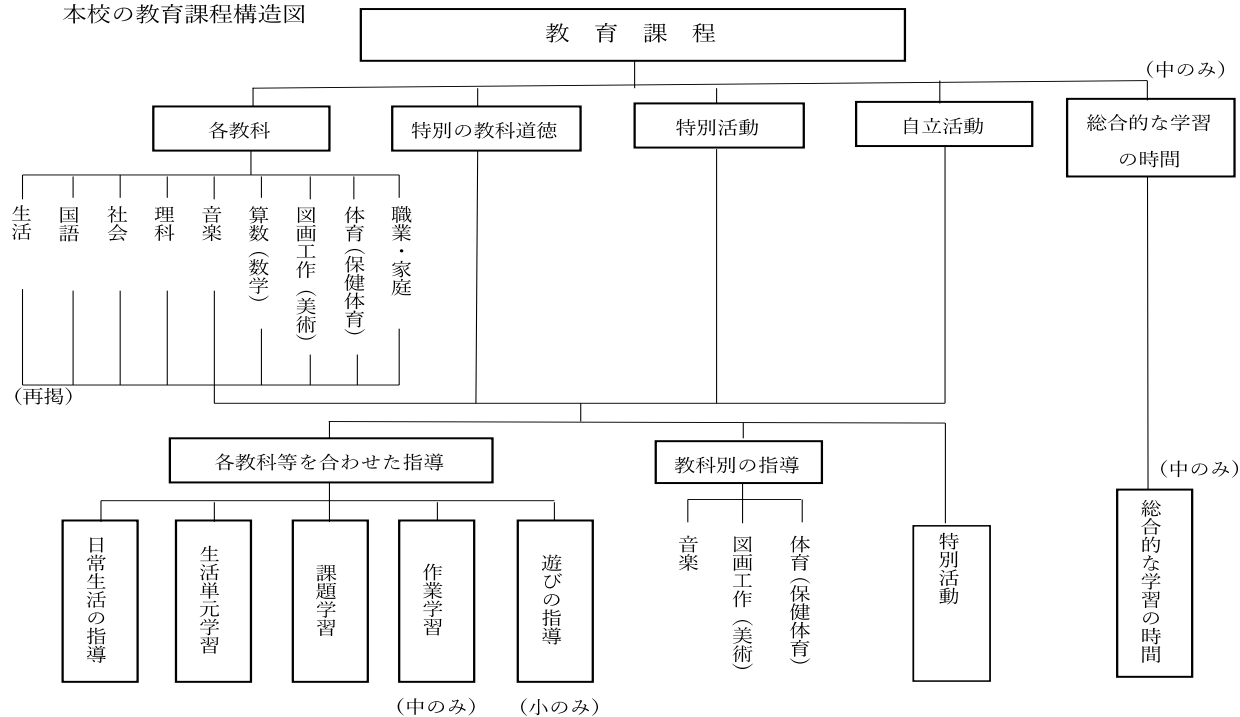 本校の教育課程構造図
教 育 課 程
(中のみ)
各教科
特別の教科道徳
特別活動
自立活動
総合的な学習
の時間
生活
国語
社会
理科
音楽
算数(数学)
図画工作(美術)
体育(保健体育)
職業・家庭
(再掲)
各教科等を合わせた指導
教科別の指導
(中のみ)
日常生活の指導
生活単元学習
課題学習
作業学習
遊びの指導
音楽
図画工作(美術)
体育(保健体育)
特別活動
総合的な学習の時間
(中のみ)
(小のみ)